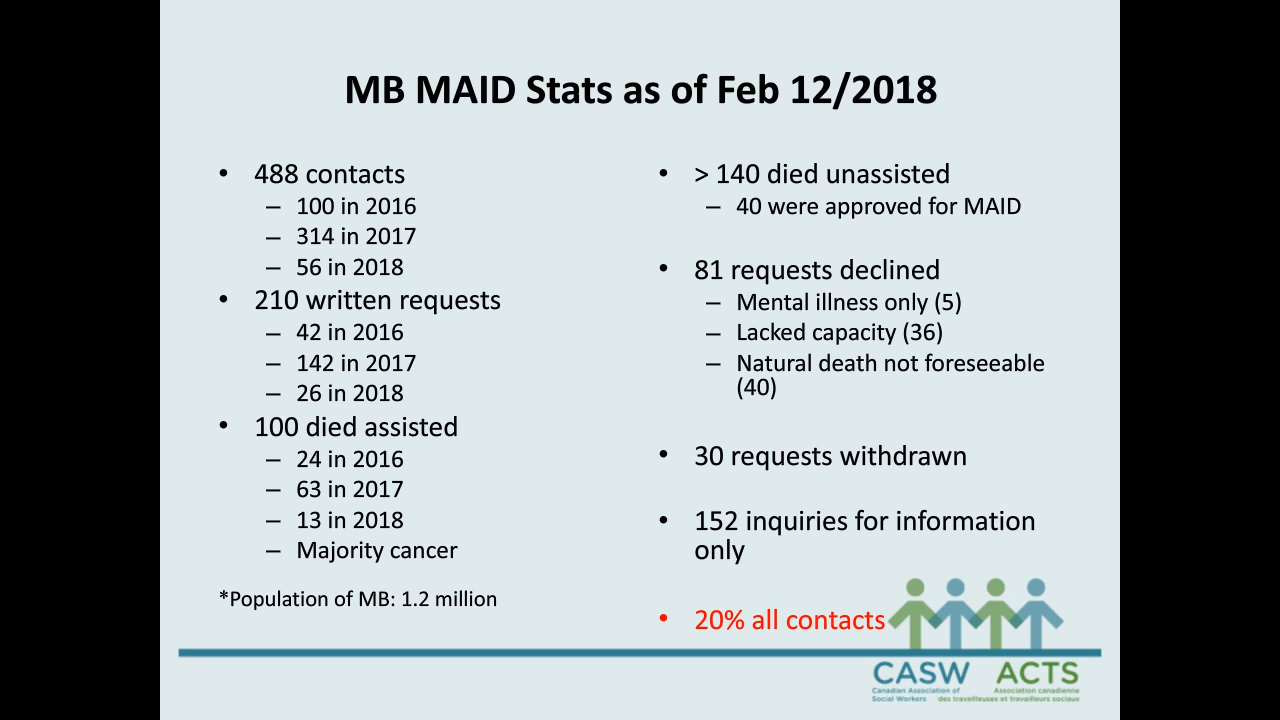 MB MAID Stats as of Feb 12/2018
• 488 contacts
– 100 in 2016
– 314 in 2017
– 56 in 2018
• 210 written requests
– 42 in 2016
– 142 in 2017
– 26 in 2018
• 100 died assisted
– 24 in 2016
– 63 in 2017
– 13 in 2018
– Majority cancer
*Population of MB: 1.2 million
• > 140 died unassisted
– 40 were approved for MAID
• 81 requests declined
– Mental illness only (5)
– Lacked capacity (36)
– Natural death not foreseeable
(40)
• 30 requests withdrawn
• 152 inquiries for information
only
• 20% all contacts
CASW ACTS
Canadian Association of Association canadienne
Social Workers des travailleuses et travailleurs sociaux